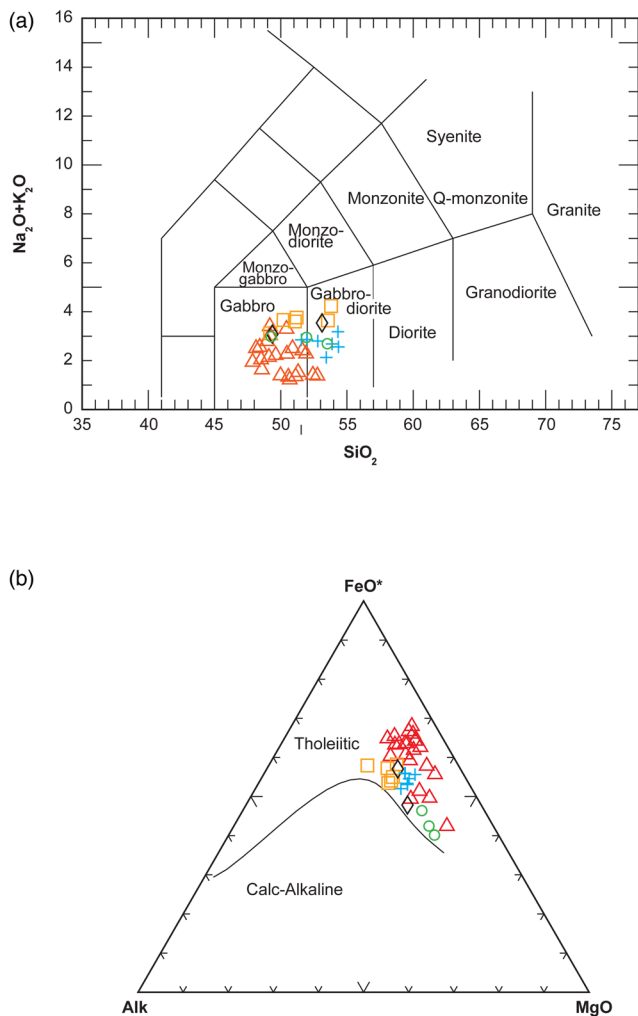 (a)
16
14
12
10
8
6
4
2
0
Na₂O+K₂O
Syenite
Monzonite
Q-monzonite
Granite
Monzo-
diorite
Monzo-
gabbro
Gabbro
Gabbro-
diorite
Diorite
Granodiorite
35 41 45 50 55 60 65 70 75
SiO₂
(b)
FeO*
Tholeiitic
Calc-Alkaline
Alk MgO